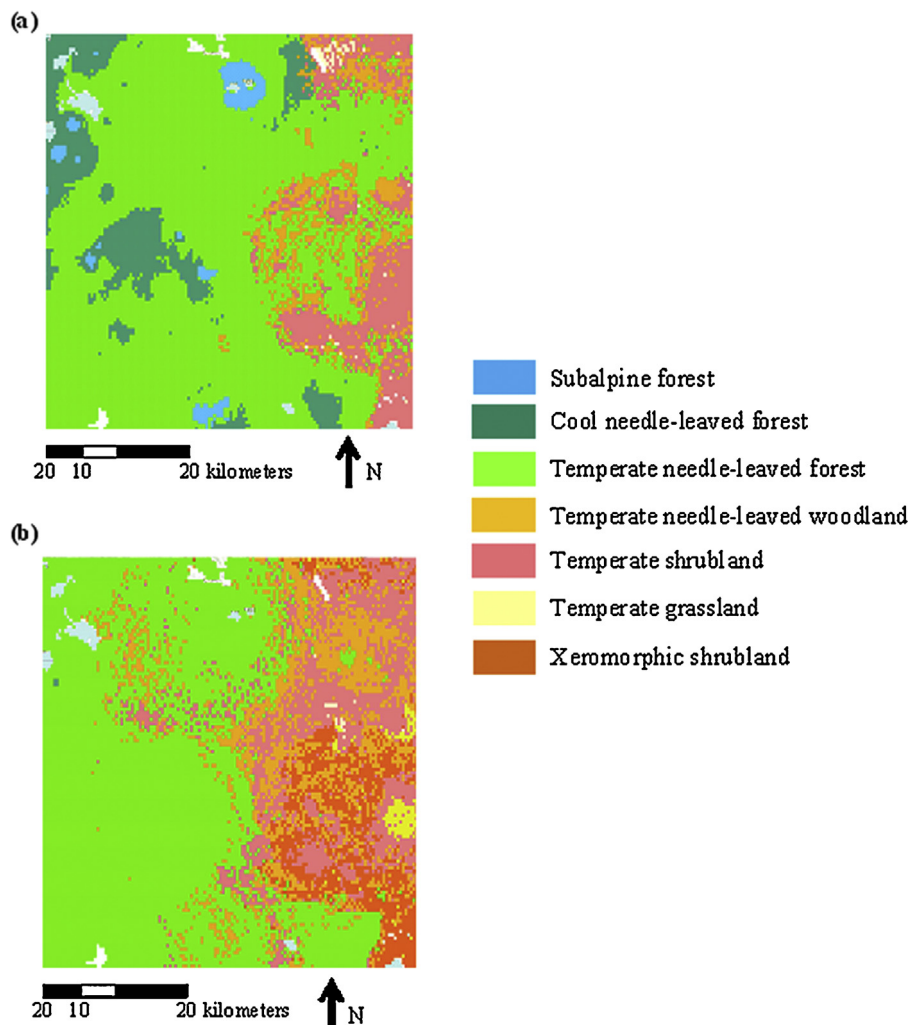 (a)
20 10 20 kilometers
N
Subalpine forest
Cool needle-leaved forest
Temperate needle-leaved forest
Temperate needle-leaved woodland
Temperate shrubland
Temperate grassland
Xeromorphic shrubland
(b)
20 10 20 kilometers
N